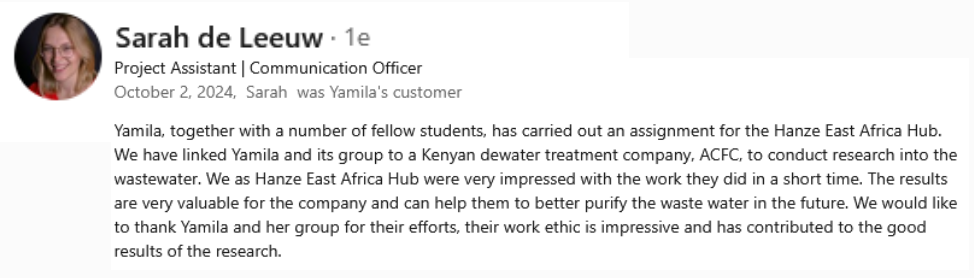 Sarah de Leeuw · 1e
Project Assistant | Communication Officer
October 2, 2024, Sarah was Yamila's customer
Yamila, together with a number of fellow students, has carried out an assignment for the Hanze East Africa Hub.
We have linked Yamila and its group to a Kenyan dewater treatment company, ACFC, to conduct research into the
wastewater. We as Hanze East Africa Hub were very impressed with the work they did in a short time. The results
are very valuable for the company and can help them to better purify the waste water in the future. We would like
to thank Yamila and her group for their efforts, their work ethic is impressive and has contributed to the good
results of the research.